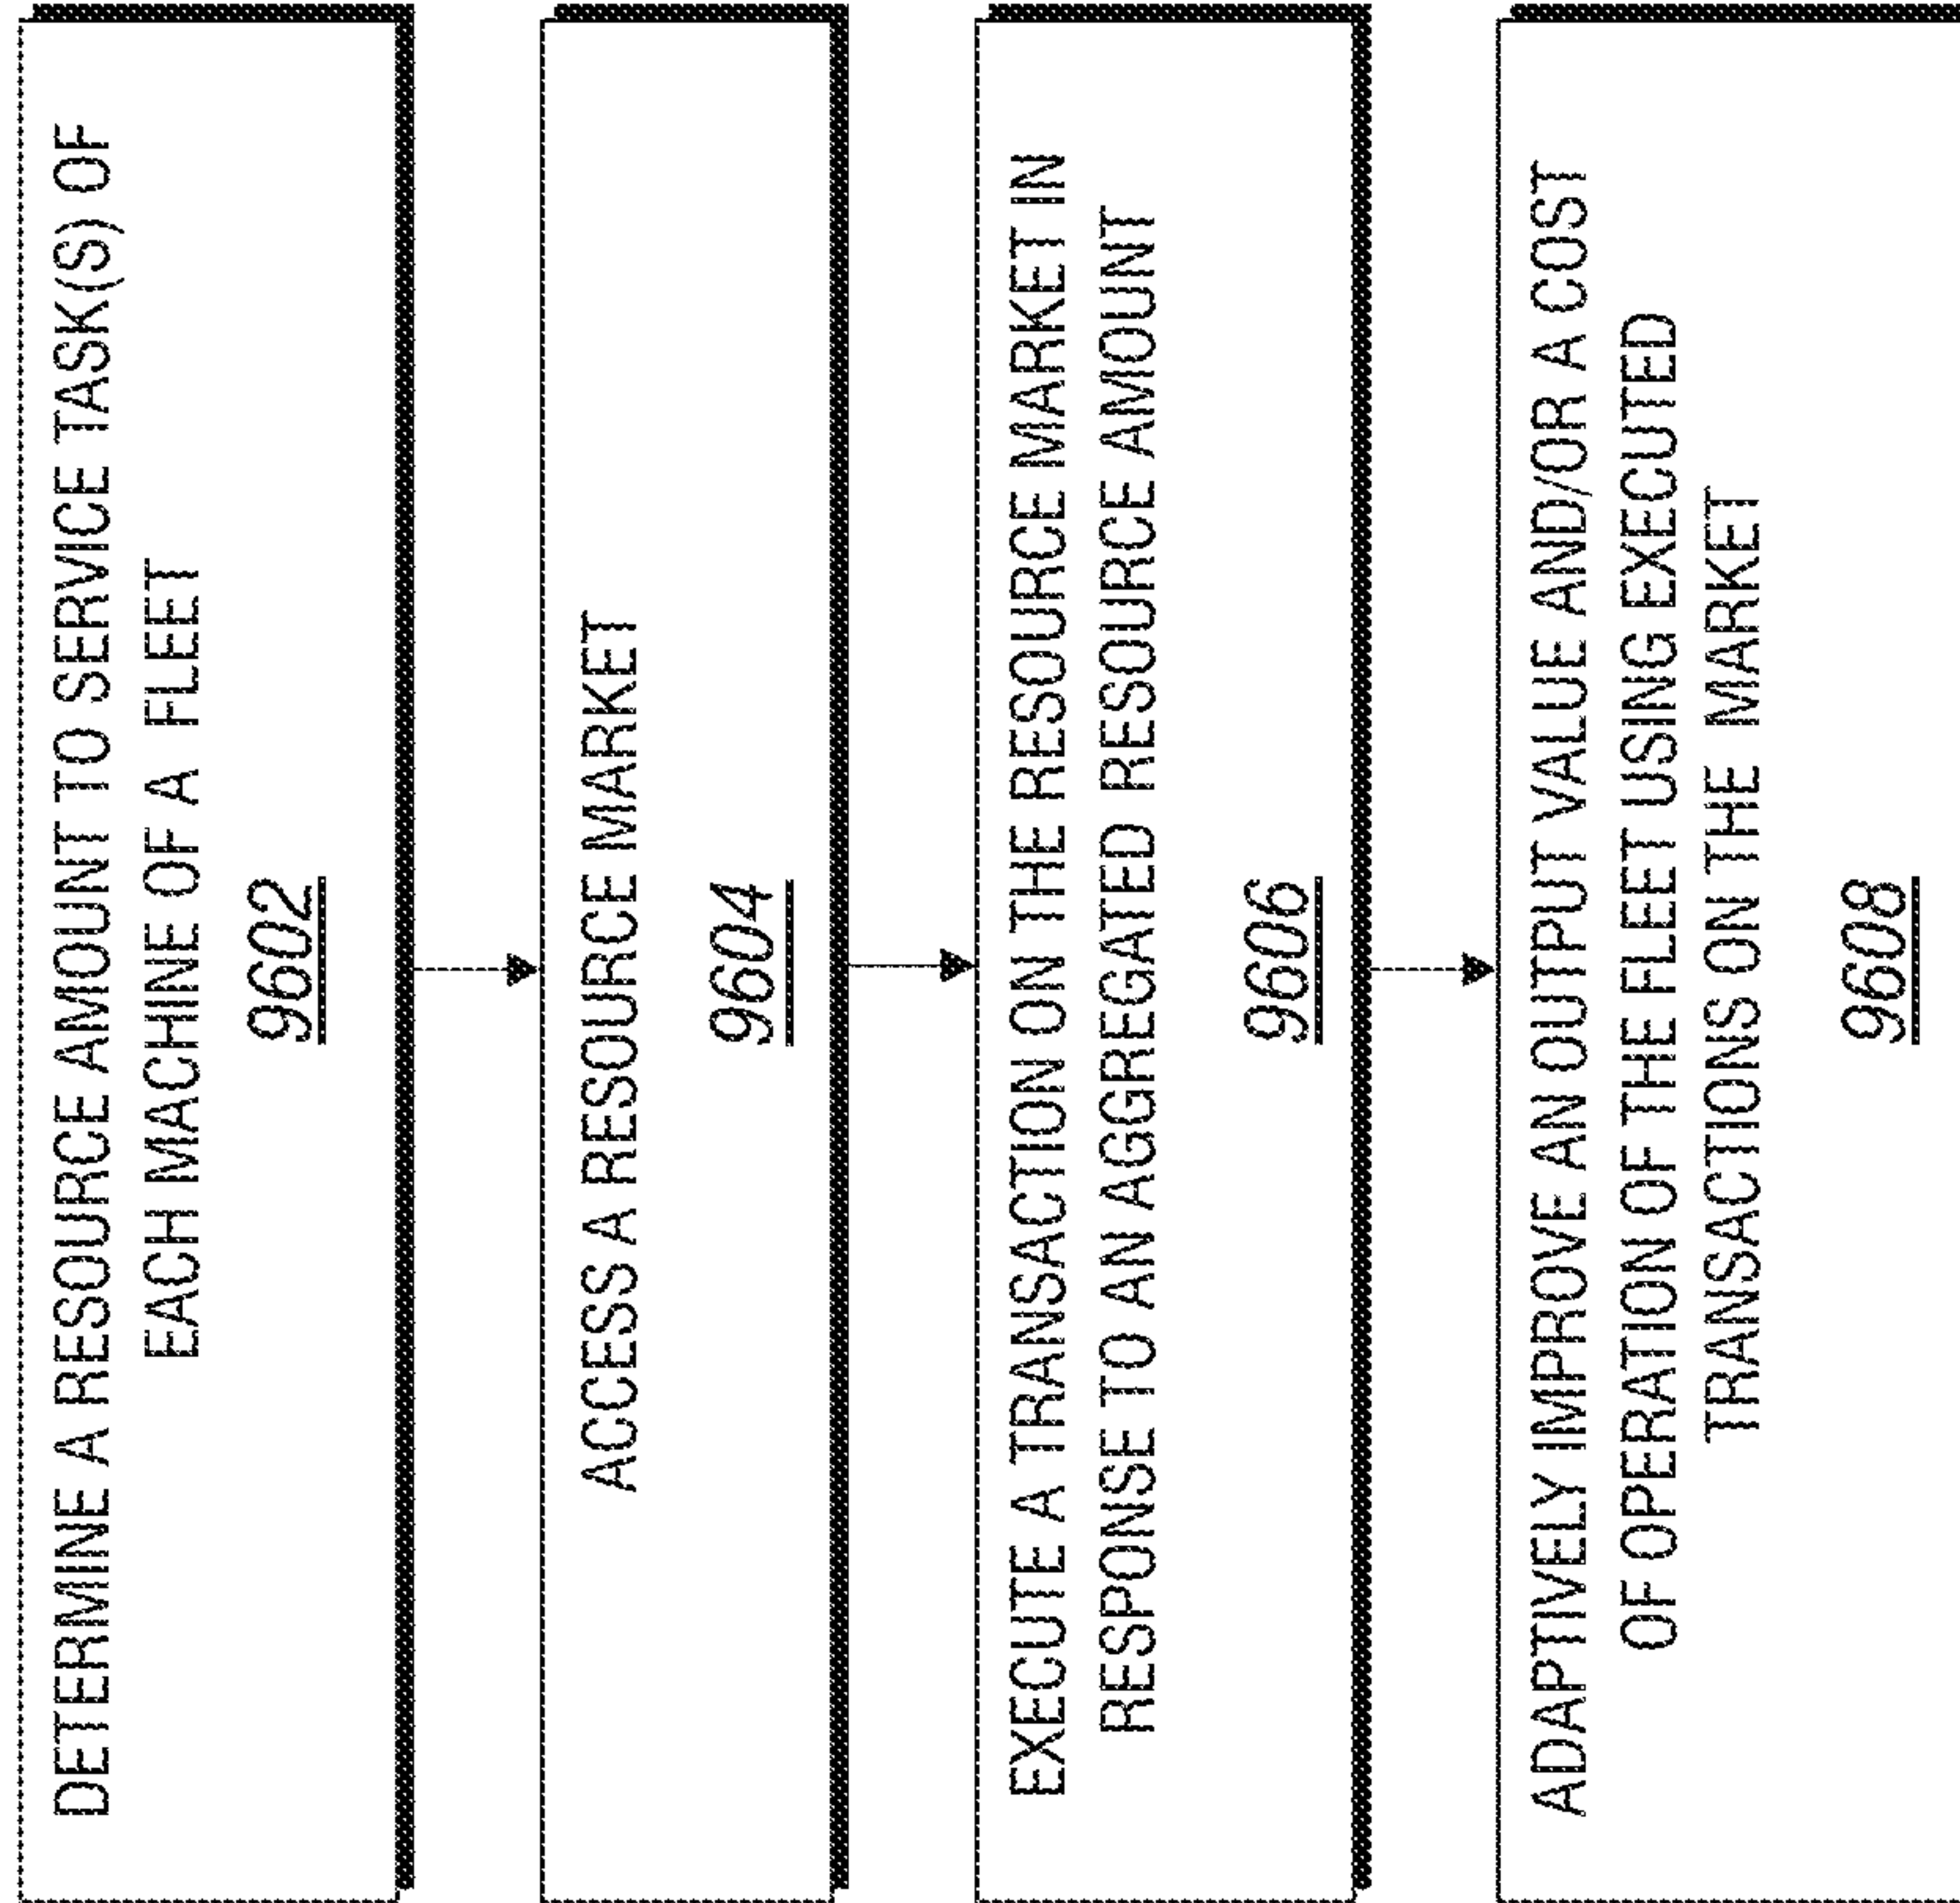 DETERMINE A RESOURCE AMOUNT TO SERVICE TASK(S) OF
EACH MACHINE OF A FLEET
9602
ACCESS A RESOURCE MARKET
9604
EXECUTE A TRANSACTION ON THE RESOURCE MARKET IN
RESPONSE TO AN AGGREGATED RESOURCE AMOUNT
9606
ADAPTIVELY IMPROVE AN OUTPUT VALUE AND/OR A COST
OF OPERATION OF THE FLEET USING EXECUTED
TRANSACTIONS ON THE MARKET
9608